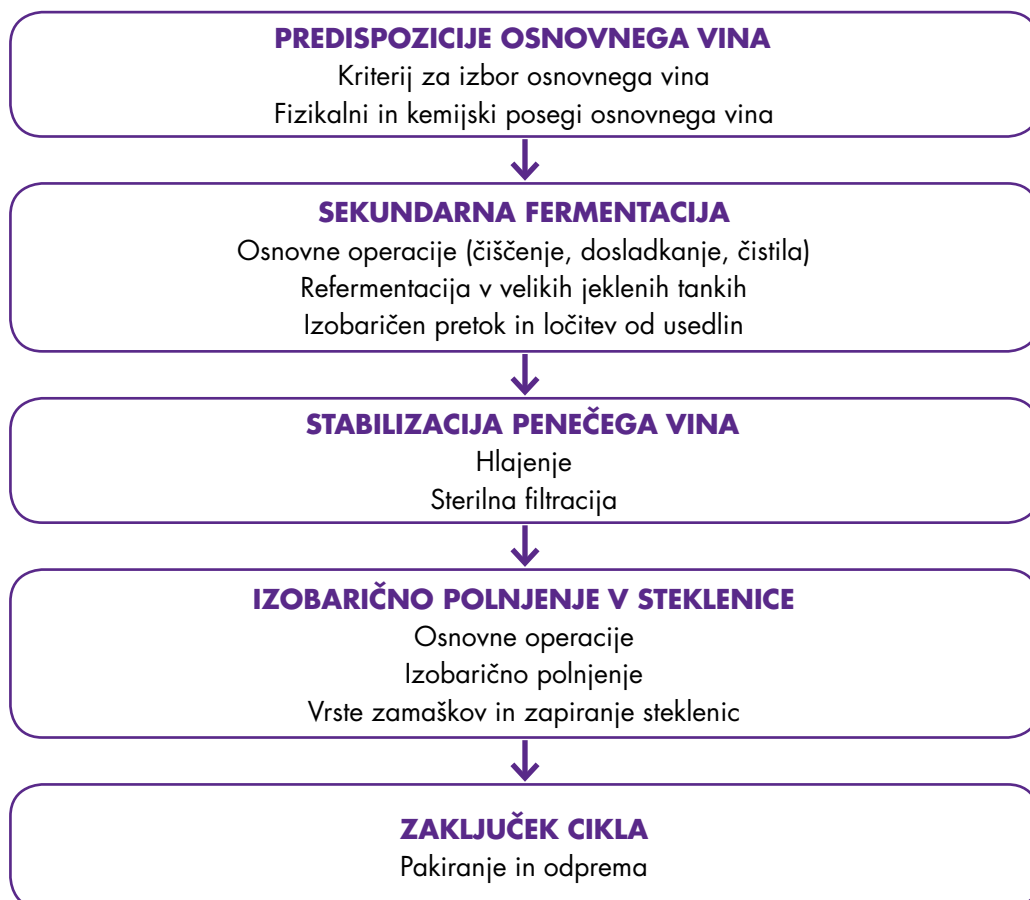 PREDISPOZICIJE OSNOVNEGA VINA
Kriterij za izbor osnovnega vina
Fizikalni in kemijski posegi osnovnega vina
SEKUNDARNA FERMENTACIJA
Osnovne operacije (čiščenje, dosladkanje, čistila)
Refermentacija v velikih jeklenih tankih
Izobaričen pretok in ločitev od usedlin
STABILIZACIJA PENEČEGA VINA
Hlajenje
Sterilna filtracija
IZOBARIČNO POLNJENJE V STEKLENICE
Osnovne operacije
Izobarično polnjenje
Vrste zamaškov in zapiranje steklenic
ZAKLJUČEK CIKLA
Pakiranje in odprema